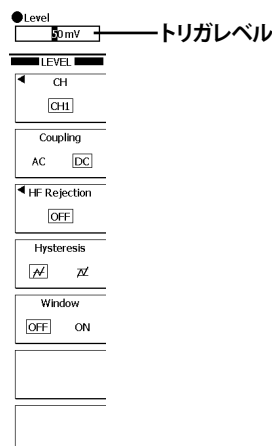 Level
50 mV
トリガレベル
LEVEL
CH
CH1
Coupling
AC DC
HF Rejection
OFF
Hysteresis
Window
OFF ON